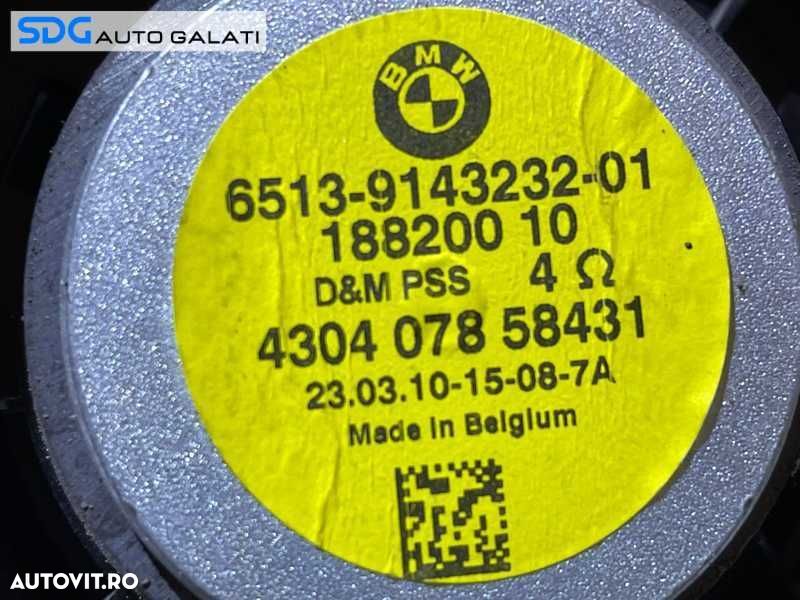 SDG AUTO GALATI
BMW
6513-9143232-01
188200 10
D&M PSS 4 Ω
4304 078 58431
23.03.10-15-08-7A
Made in Belgium
AUTOVIT.RO